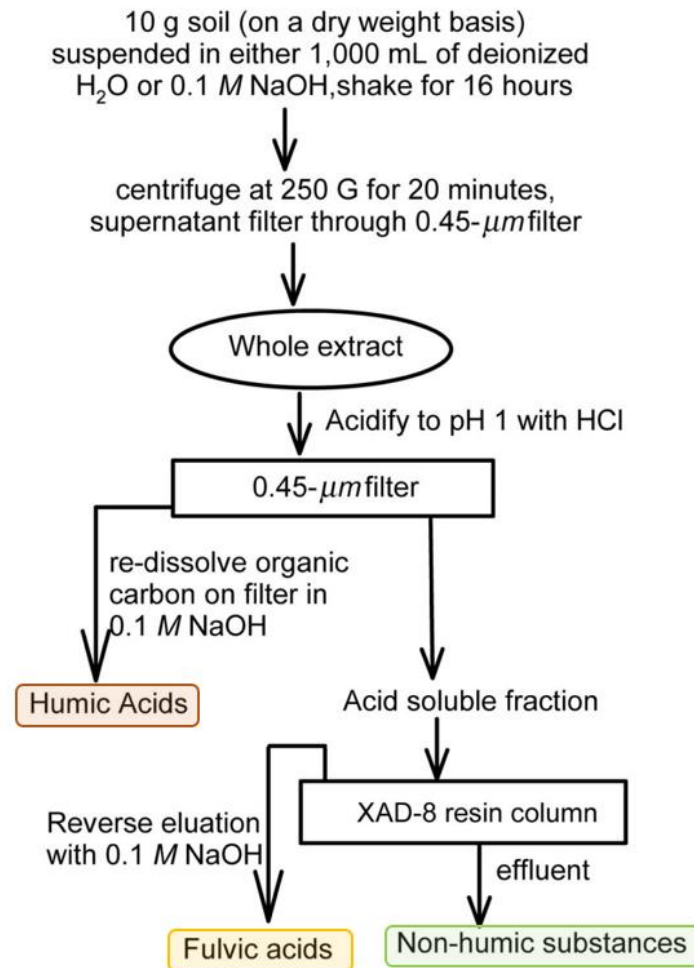 10 g soil (on a dry weight basis)
suspended in either 1,000 mL of deionized
H₂O or 0.1 M NaOH,shake for 16 hours
centrifuge at 250 G for 20 minutes,
supernatant filter through 0.45-μm filter
Whole extract
Acidify to pH 1 with HCl
0.45-μm filter
re-dissolve organic
carbon on filter in
0.1 M NaOH
Humic Acids
Acid soluble fraction
XAD-8 resin column
Reverse eluation
with 0.1 M NaOH
effluent
Fulvic acids
Non-humic substances